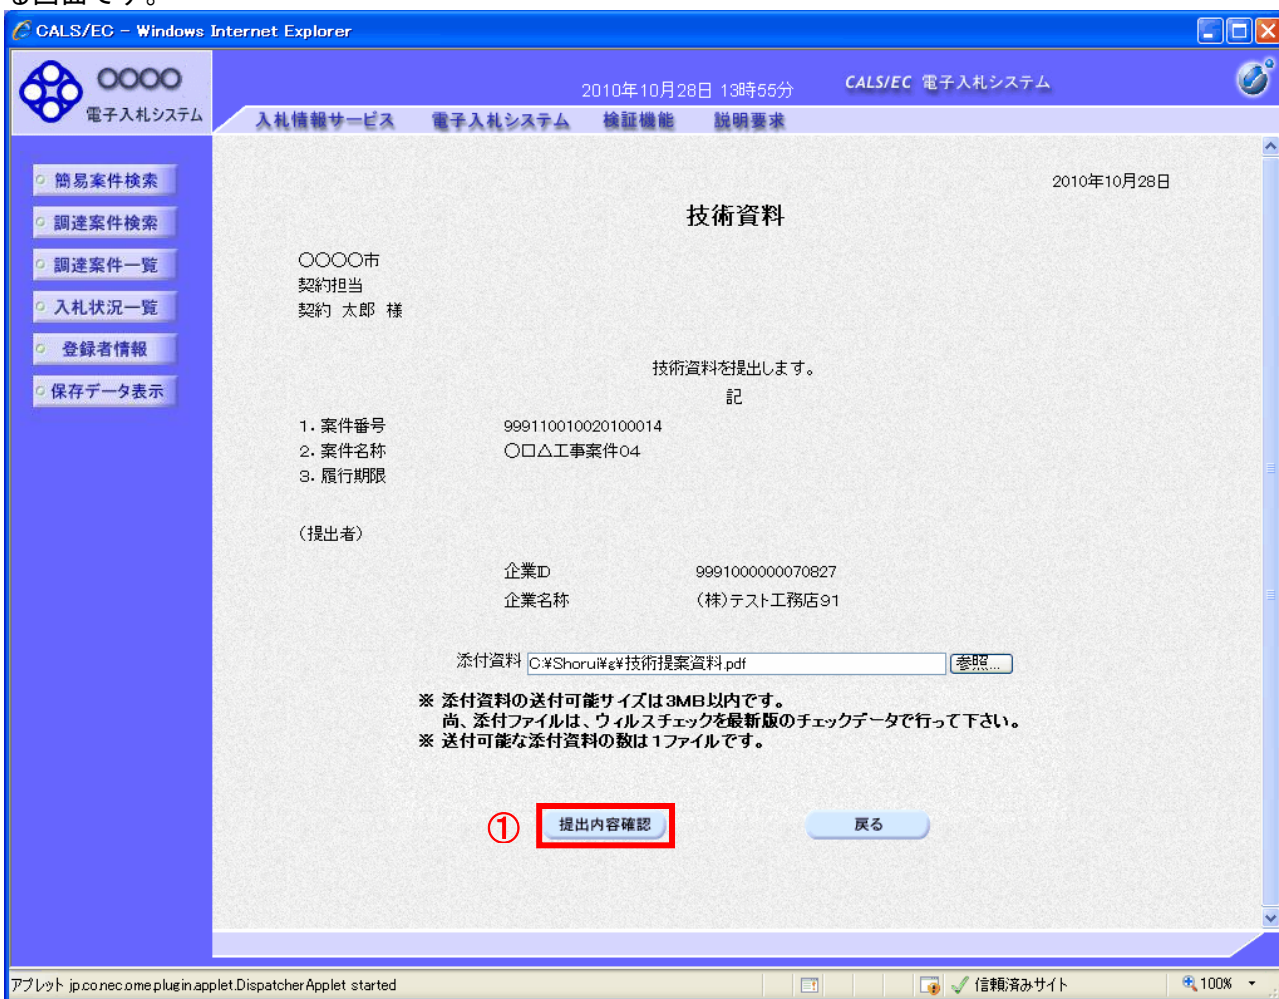 画面です。
CALS/EC - Windows Internet Explorer
〇〇〇〇
電子入札システム
2010年10月28日 13時55分
CALS/EC 電子入札システム
入札情報サービス 電子入札システム 検証機能 説明要求
簡易案件検索
調達案件検索
調達案件一覧
入札状況一覧
登録者情報
保存データ表示
2010年10月28日
技術資料
〇〇〇〇市
契約担当
契約 太郎 様
技術資料を提出します。
記
1.案件番号 999110010020100014
2.案件名称 〇□△工事案件04
3.履行期限
(提出者)
企業ID 9991000000070827
企業名称 (株)テスト工務店91
添付資料 C:¥Shorui¥g¥技術提案資料.pdf 参照...
※ 添付資料の送付可能サイズは3MB以内です。
尚、添付ファイルは、ウィルスチェックを最新版のチェックデータで行って下さい。
※ 送付可能な添付資料の数は1ファイルです。
① 提出内容確認 戻る
アプレット jp.co.nec.ome.plugin.applet.DispatcherApplet started
信頼済みサイト
100%